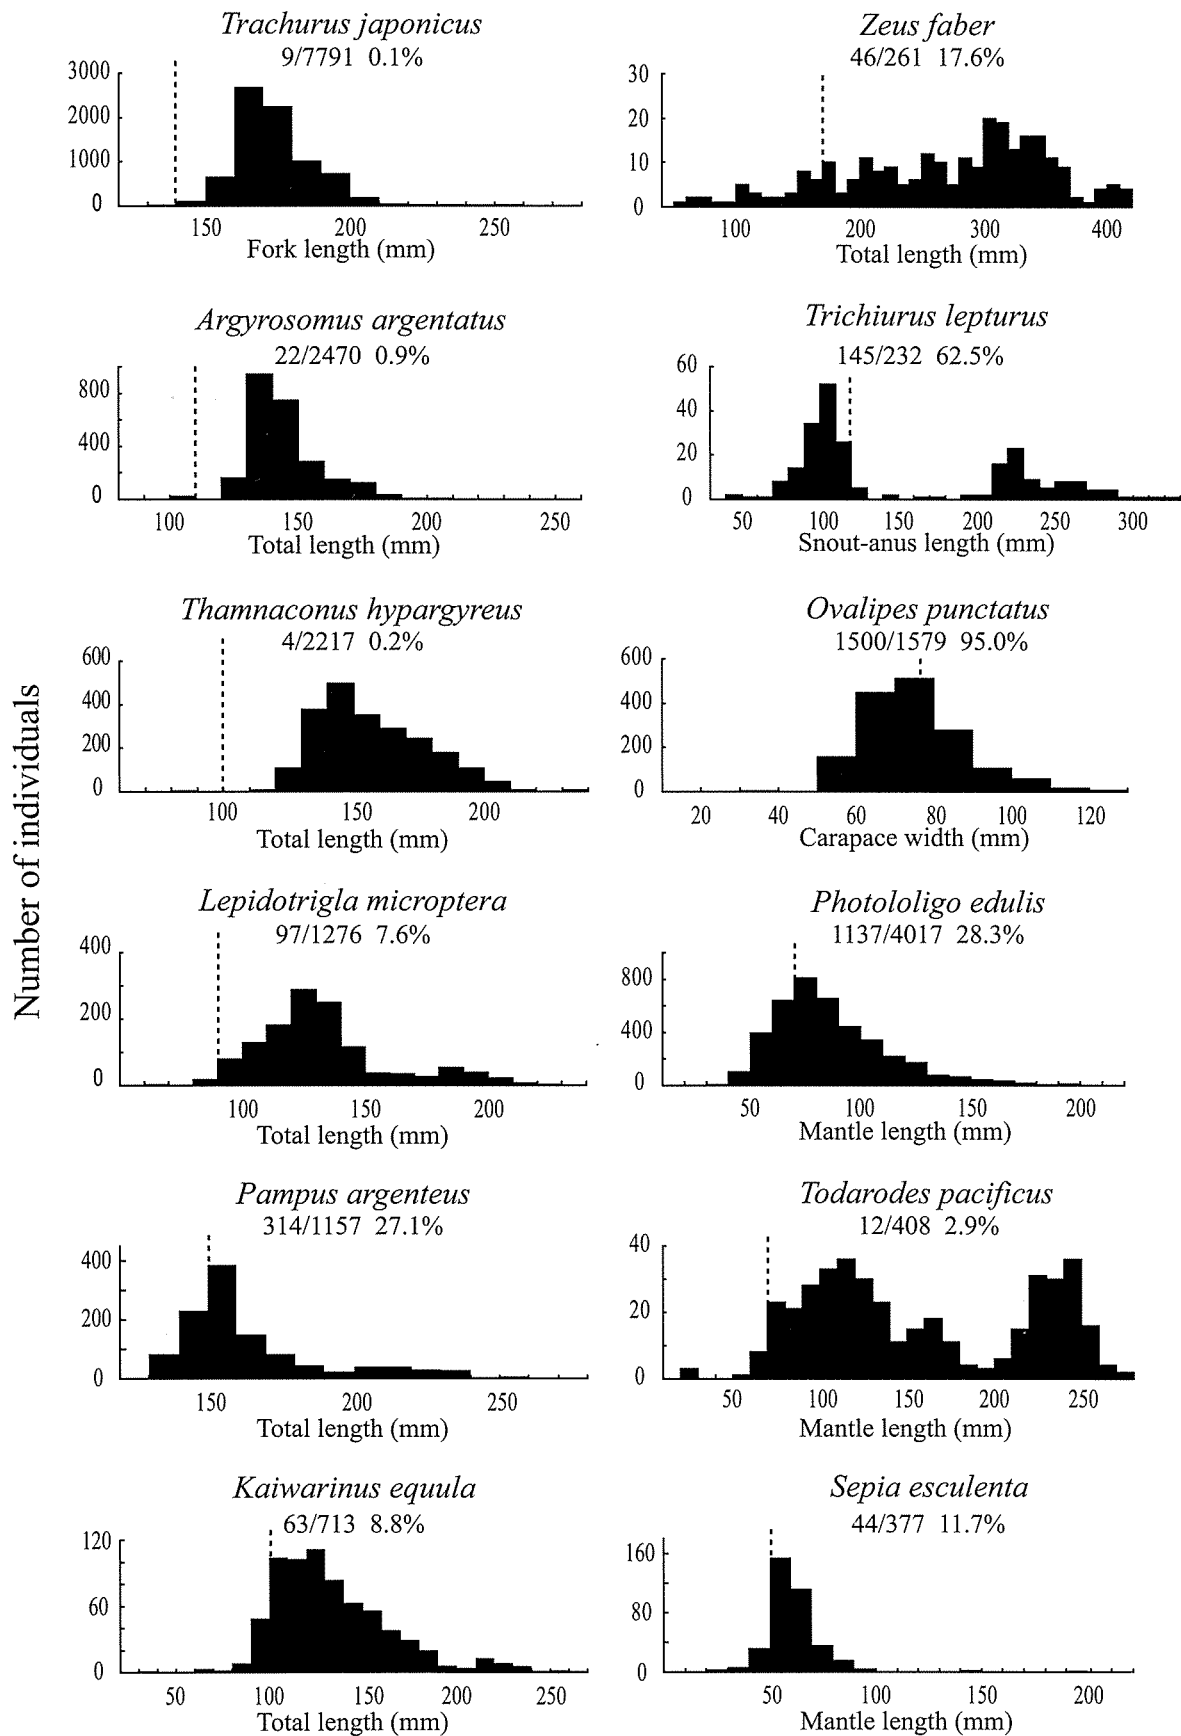 Number of individuals
Trachurus japonicus
9/7791 0.1%
3000
2000
1000
0
150 200 250
Fork length (mm)
Zeus faber
46/261 17.6%
30
20
10
0
100 200 300 400
Total length (mm)
Argyrosomus argentatus
22/2470 0.9%
800
400
0
100 150 200 250
Total length (mm)
Trichiurus lepturus
145/232 62.5%
60
40
20
0
50 100 150 200 250 300
Snout-anus length (mm)
Thamnaconus hypargyreus
4/2217 0.2%
600
400
200
0
100 150 200
Total length (mm)
Ovalipes punctatus
1500/1579 95.0%
600
400
200
0
20 40 60 80 100 120
Carapace width (mm)
Lepidotrigla microptera
97/1276 7.6%
400
200
0
100 150 200
Total length (mm)
Photololigo edulis
1137/4017 28.3%
800
400
0
50 100 150 200
Mantle length (mm)
Pampus argenteus
314/1157 27.1%
400
200
0
150 200 250
Total length (mm)
Todarodes pacificus
12/408 2.9%
40
20
0
50 100 150 200 250
Mantle length (mm)
Kaiwarinus equula
63/713 8.8%
120
60
0
50 100 150 200 250
Total length (mm)
Sepia esculenta
44/377 11.7%
160
80
0
50 100 150 200
Mantle length (mm)